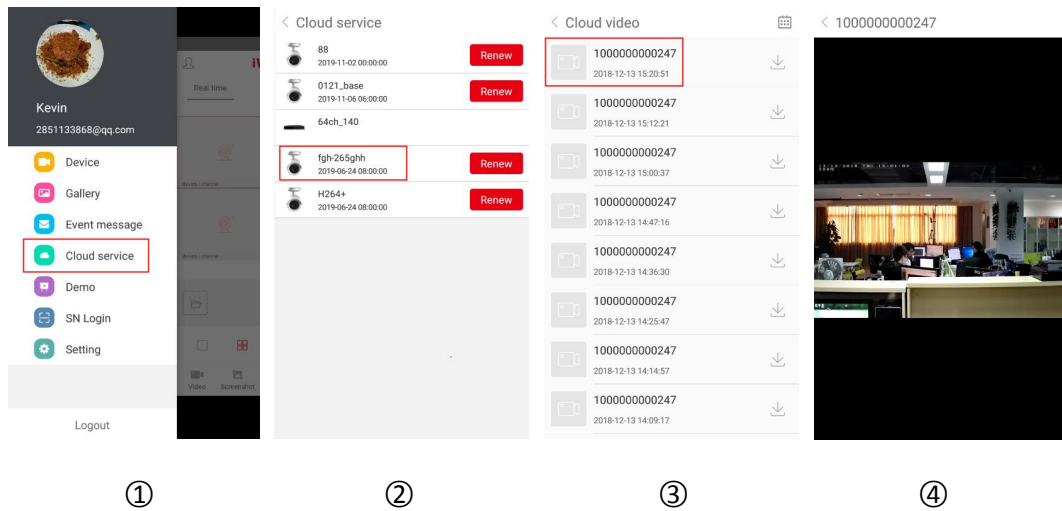 Kevin
2851133868@qq.com
Device
Gallery
Event message
Cloud service
Demo
SN Login
Setting
Logout
Real time
Video Screenshot
①
< Cloud service
88
2019-11-02 00:00:00
Renew
0121_base
2019-11-06 06:00:00
Renew
64ch_140
fgh-265ghh
2019-06-24 08:00:00
Renew
H264+
2019-06-24 08:00:00
Renew
②
< Cloud video
1000000000247
2018-12-13 15:20:51
1000000000247
2018-12-13 15:12:21
1000000000247
2018-12-13 15:00:37
1000000000247
2018-12-13 14:47:16
1000000000247
2018-12-13 14:36:30
1000000000247
2018-12-13 14:25:47
1000000000247
2018-12-13 14:14:57
1000000000247
2018-12-13 14:09:17
③
< 1000000000247
④